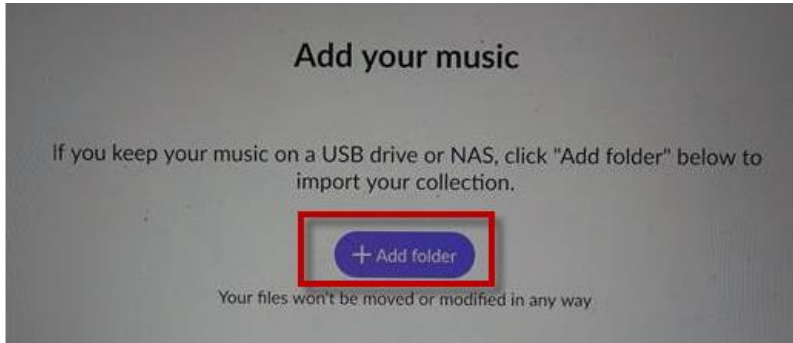 Add your music
If you keep your music on a USB drive or NAS, click "Add folder" below to
import your collection.
+ Add folder
Your files won't be moved or modified in any way